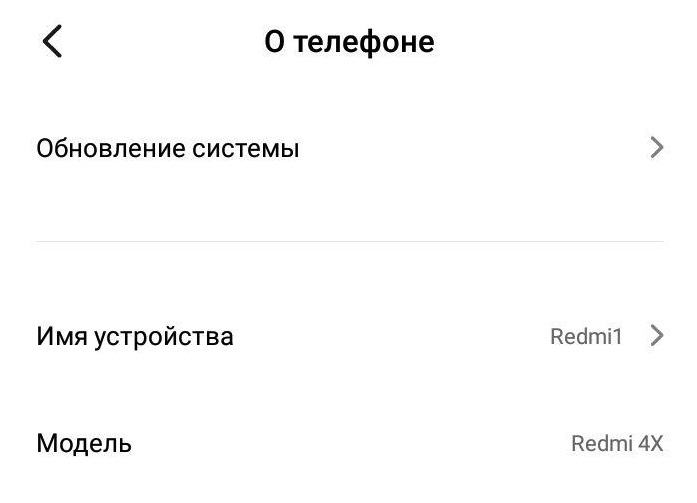 О телефоне
Обновление системы
Имя устройства Redmi1
Модель Redmi 4X